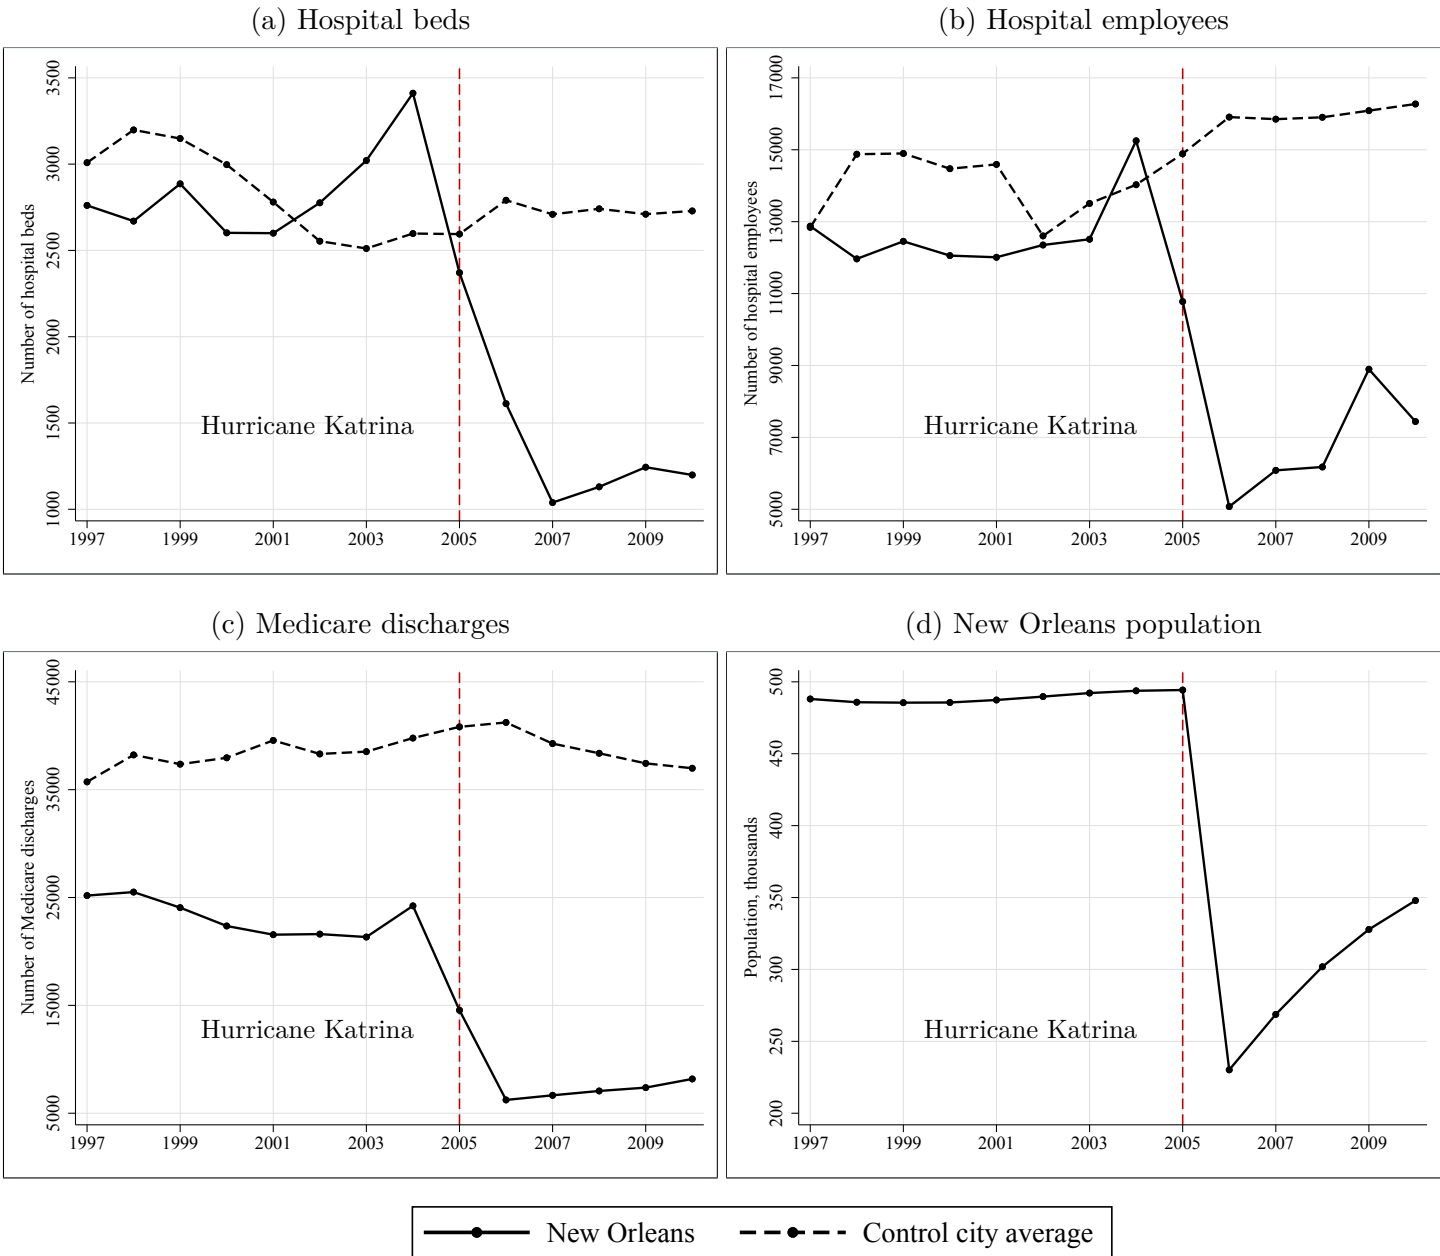 (a) Hospital beds
Number of hospital beds
3500
3000
2500
2000
1500
1000
Hurricane Katrina
1997 1999 2001 2003 2005 2007 2009
(b) Hospital employees
Number of hospital employees
17000
15000
13000
11000
9000
7000
5000
Hurricane Katrina
1997 1999 2001 2003 2005 2007 2009
(c) Medicare discharges
Number of Medicare discharges
45000
35000
25000
15000
5000
Hurricane Katrina
1997 1999 2001 2003 2005 2007 2009
(d) New Orleans population
Population, thousands
500
450
400
350
300
250
200
Hurricane Katrina
1997 1999 2001 2003 2005 2007 2009
New Orleans Control city average